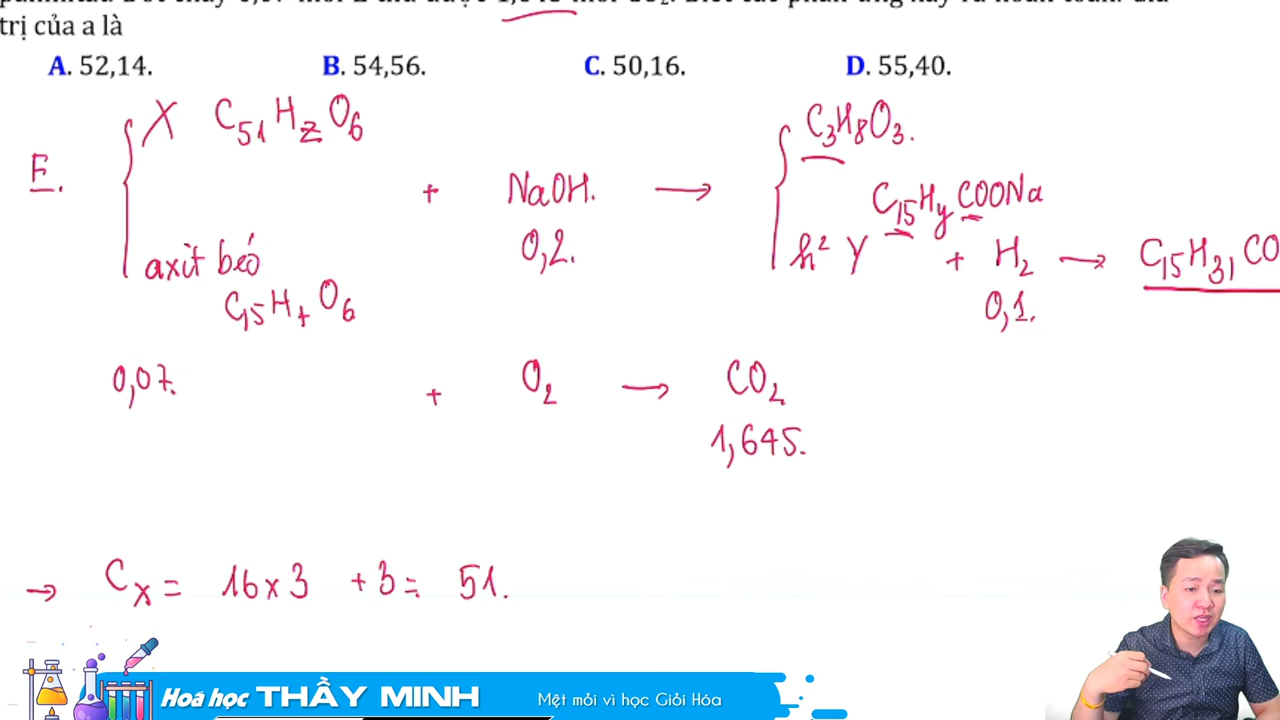 trị của a là
A. 52,14. B. 54,56. C. 50,16. D. 55,40.
E. X C51HzO6 + NaOH. → C3H8O3.
0,2.
C15HyCOONa
axit béo h² Y + H2 → C15H31CO
0,1.
0,07. + O2 → CO2
1,645.
→ CX = 16x3 + 3 = 51.
Hoá học THẦY MINH Mệt mỏi vì học Giỏi Hóa